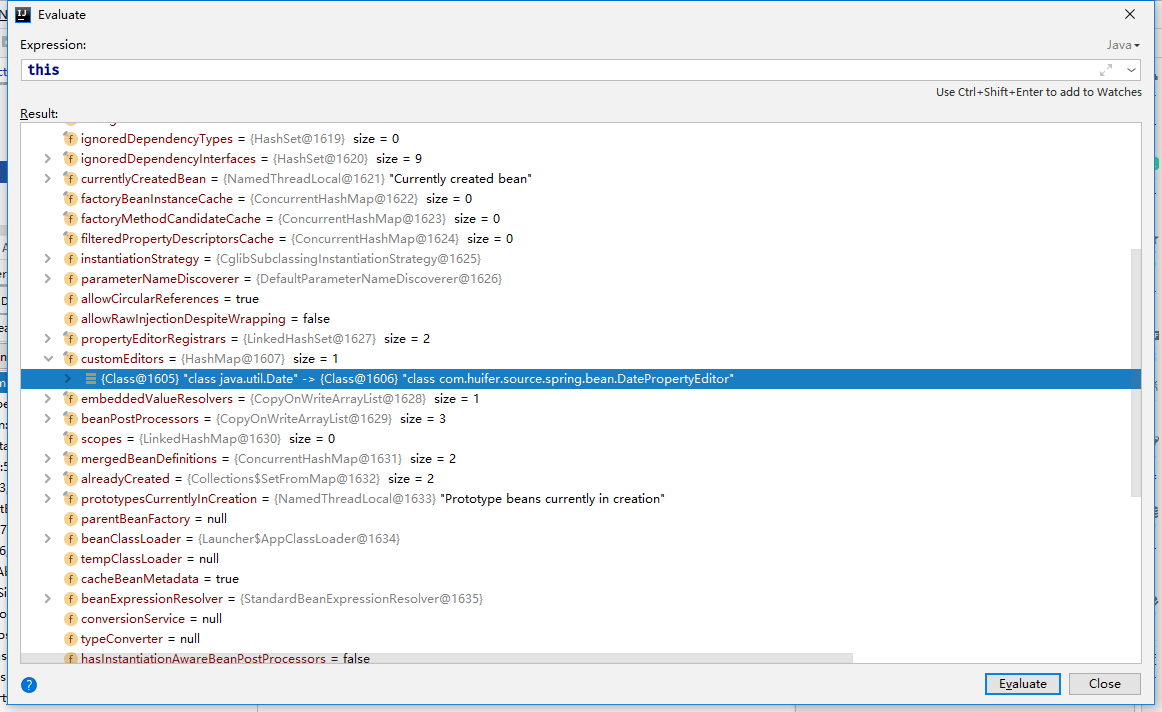 Evaluate
Expression:
Java
this
Use Ctrl+Shift+Enter to add to Watches
Result:
ignoredDependencyTypes = {HashSet@1619} size = 0
ignoredDependencyInterfaces = {HashSet@1620} size = 9
currentlyCreatedBean = {NamedThreadLocal@1621} "Currently created bean"
factoryBeanInstanceCache = {ConcurrentHashMap@1622} size = 0
factoryMethodCandidateCache = {ConcurrentHashMap@1623} size = 0
filteredPropertyDescriptorsCache = {ConcurrentHashMap@1624} size = 0
instantiationStrategy = {CglibSubclassingInstantiationStrategy@1625}
parameterNameDiscoverer = {DefaultParameterNameDiscoverer@1626}
allowCircularReferences = true
allowRawInjectionDespiteWrapping = false
propertyEditorRegistrars = {LinkedHashSet@1627} size = 2
customEditors = {HashMap@1607} size = 1
{Class@1605} "class java.util.Date" -> {Class@1606} "class com.huifer.source.spring.bean.DatePropertyEditor"
embeddedValueResolvers = {CopyOnWriteArrayList@1628} size = 1
beanPostProcessors = {CopyOnWriteArrayList@1629} size = 3
scopes = {LinkedHashMap@1630} size = 0
mergedBeanDefinitions = {ConcurrentHashMap@1631} size = 2
alreadyCreated = {Collections$SetFromMap@1632} size = 2
prototypesCurrentlyInCreation = {NamedThreadLocal@1633} "Prototype beans currently in creation"
parentBeanFactory = null
beanClassLoader = {Launcher$AppClassLoader@1634}
tempClassLoader = null
cacheBeanMetadata = true
beanExpressionResolver = {StandardBeanExpressionResolver@1635}
conversionService = null
typeConverter = null
hasInstantiationAwareBeanPostProcessors = false
?
Evaluate
Close